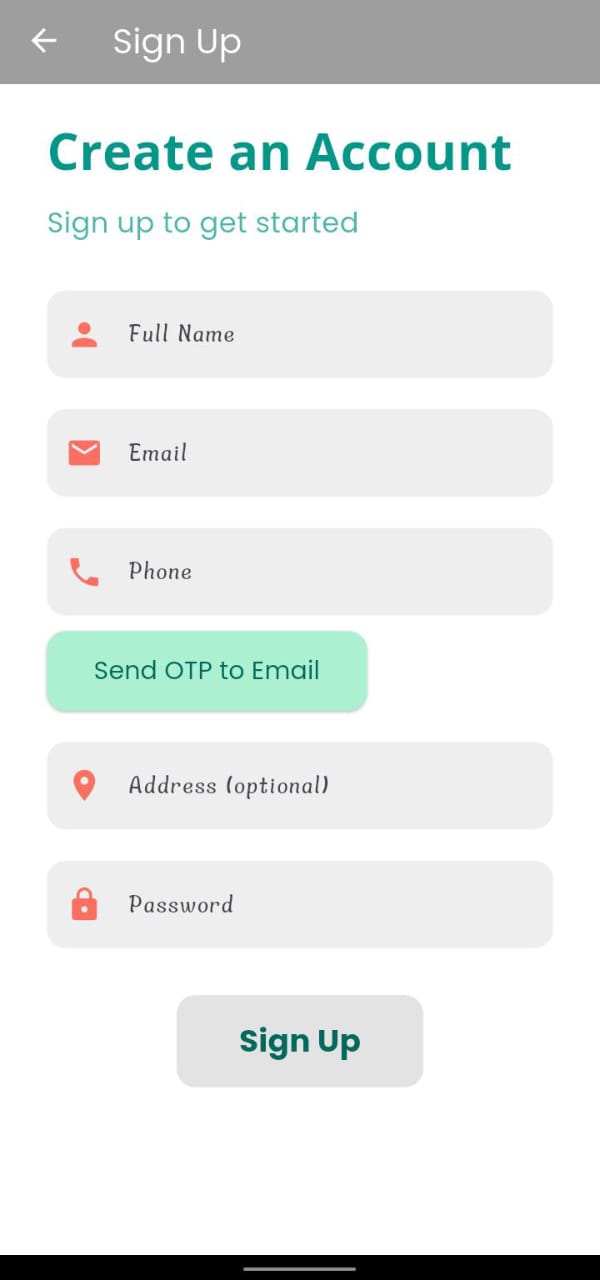 Sign Up
Create an Account
Sign up to get started
Full Name
Email
Phone
Send OTP to Email
Address (optional)
Password
Sign Up